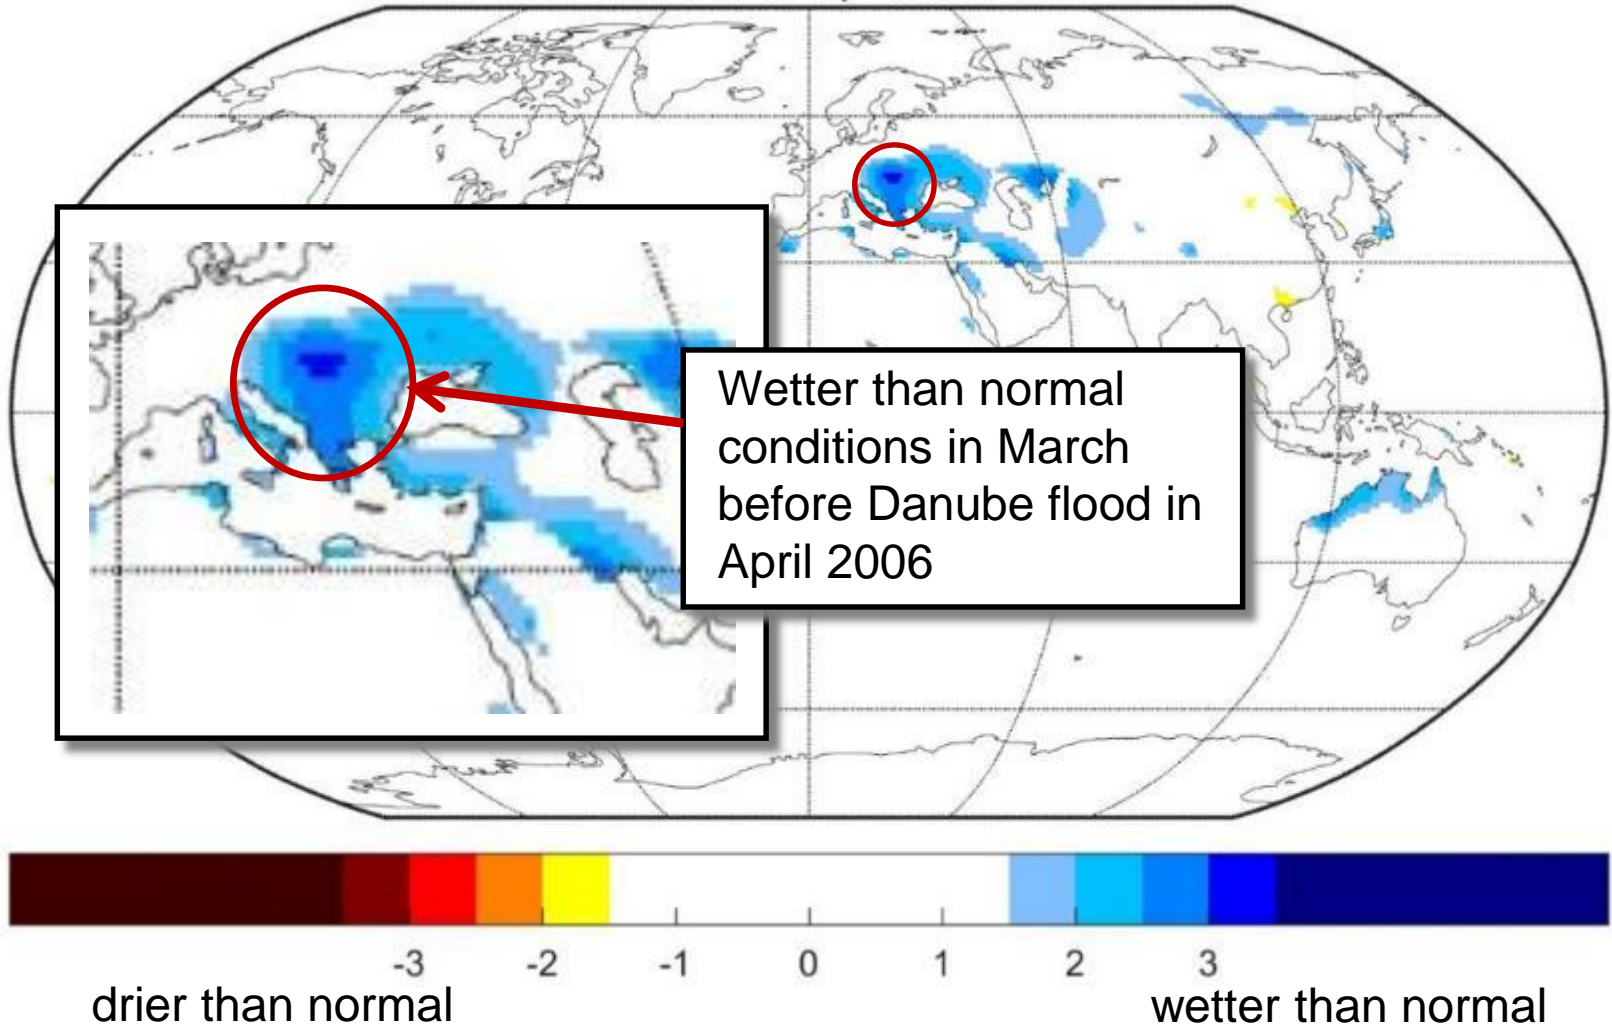 Wetter than normal
conditions in March
before Danube flood in
April 2006
-3 -2 -1 0 1 2 3
drier than normal wetter than normal